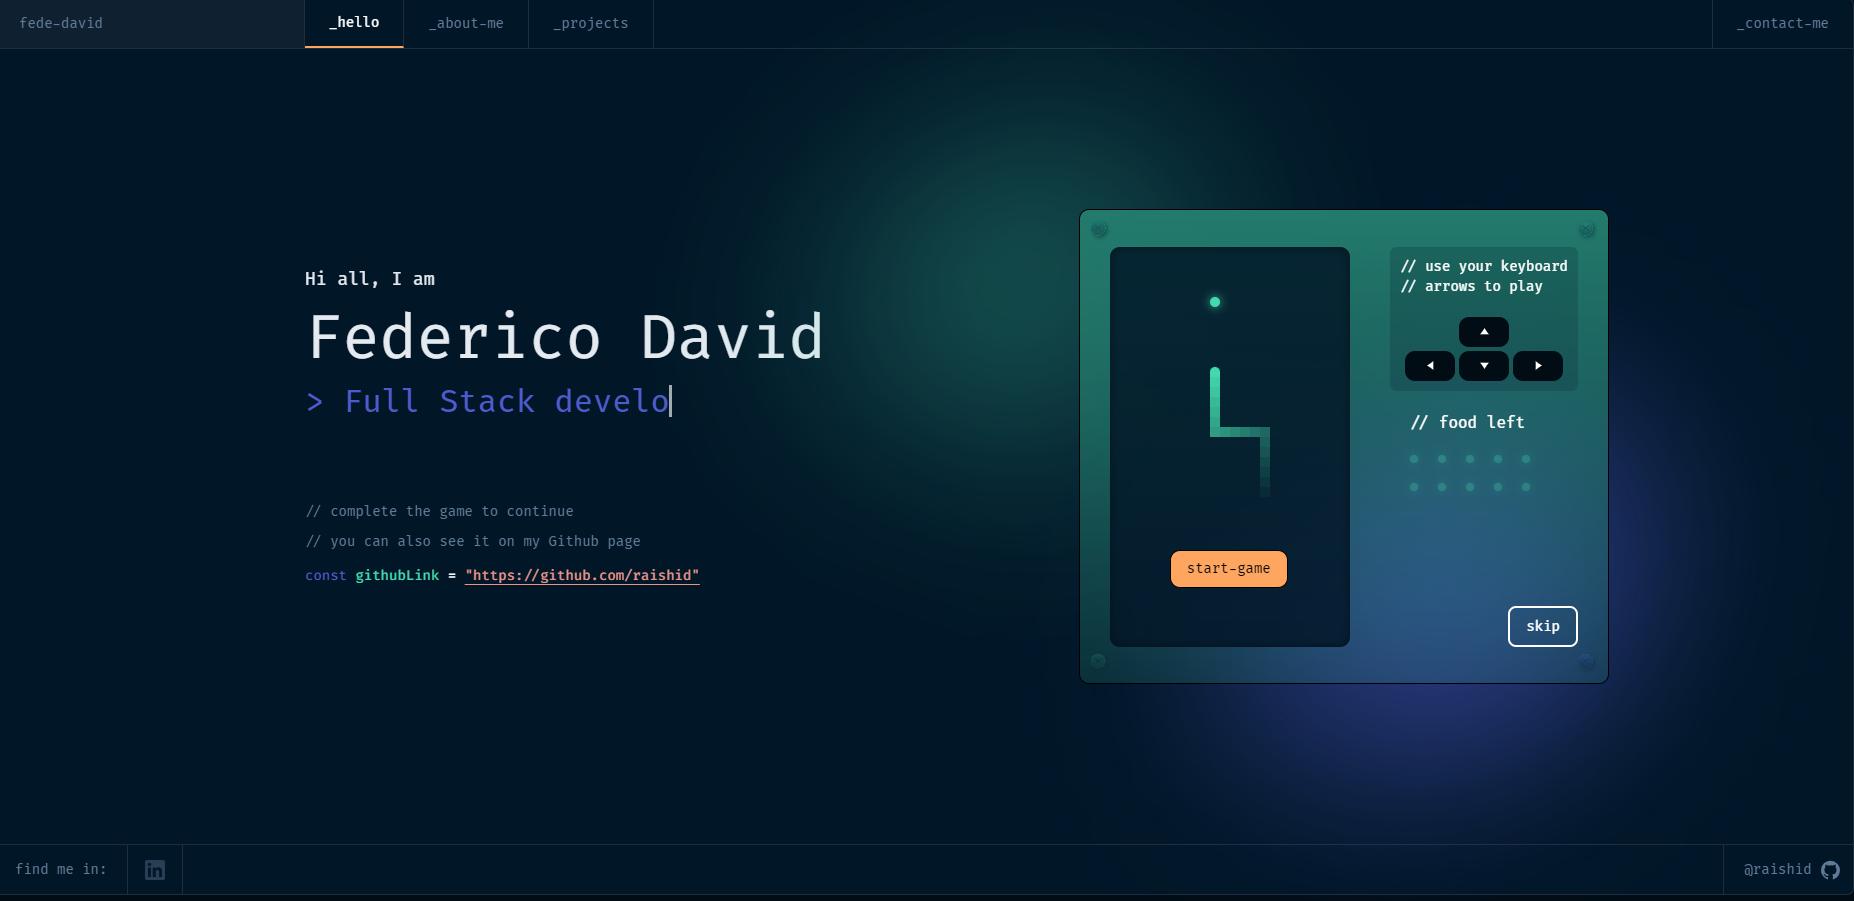 fede-david
_hello
_about-me
_projects
_contact-me
Hi all, I am
Federico David
> Full Stack develo
// complete the game to continue
// you can also see it on my Github page
const githubLink = "https://github.com/raishid"
start-game
// use your keyboard
// arrows to play
// food left
skip
find me in:
in
@raishid